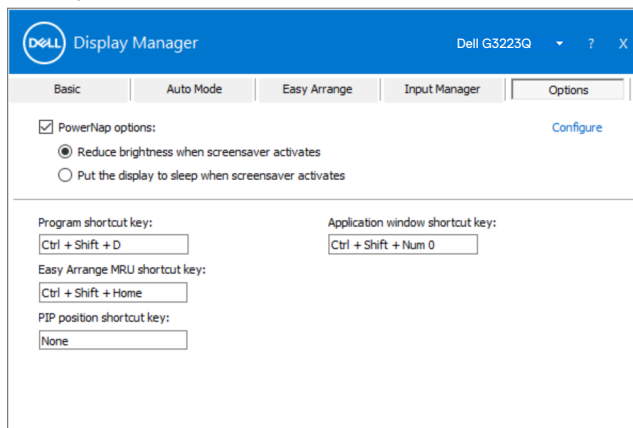 DELL Display Manager Dell G3223Q ? X
Basic Auto Mode Easy Arrange Input Manager Options
PowerNap options: Configure
Reduce brightness when screensaver activates
Put the display to sleep when screensaver activates
Program shortcut key: Application window shortcut key:
Ctrl + Shift + D Ctrl + Shift + Num 0
Easy Arrange MRU shortcut key:
Ctrl + Shift + Home
PIP position shortcut key:
None